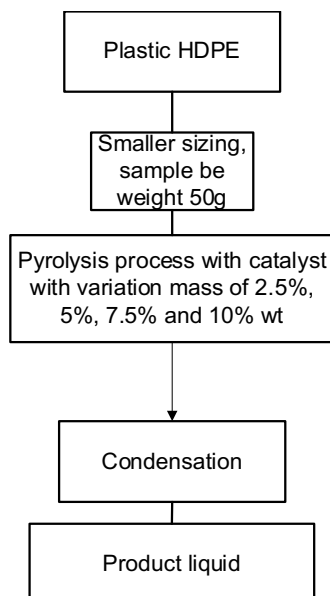 Plastic HDPE
Smaller sizing,
sample be
weight 50g
Pyrolysis process with catalyst
with variation mass of 2.5%,
5%, 7.5% and 10% wt
Condensation
Product liquid